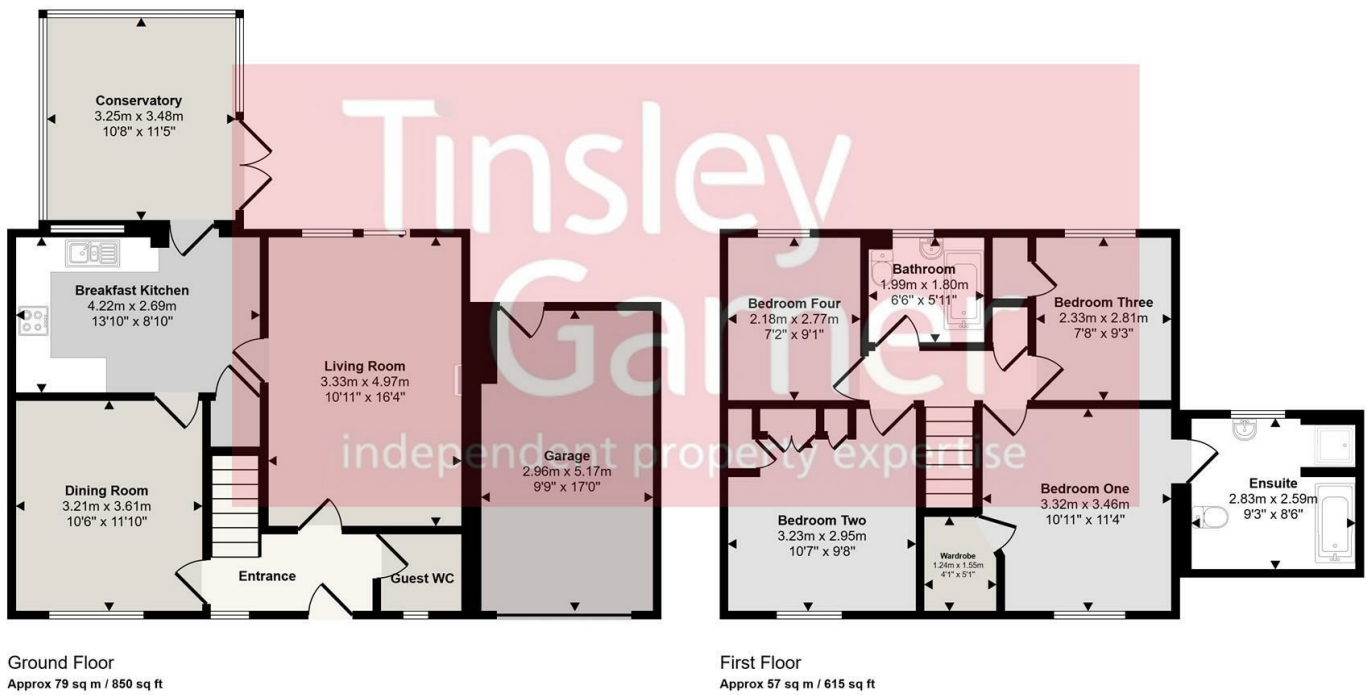 Conservatory
3.25m x 3.48m
10'8" x 11'5"
Tinsley
Garner
independent property expertise
Breakfast Kitchen
4.22m x 2.69m
13'10" x 8'10"
Living Room
3.33m x 4.97m
10'11" x 16'4"
Garage
2.96m x 5.17m
9'9" x 17'0"
Dining Room
3.21m x 3.61m
10'6" x 11'10"
Entrance
Guest WC
Bedroom Four
2.18m x 2.77m
7'2" x 9'1"
Bathroom
1.99m x 1.80m
6'6" x 5'11"
Bedroom Three
2.33m x 2.81m
7'8" x 9'3"
Bedroom Two
3.23m x 2.95m
10'7" x 9'8"
Bedroom One
3.32m x 3.46m
10'11" x 11'4"
Wardrobe
1.24m x 1.55m
4'1" x 5'1"
Ensuite
2.83m x 2.59m
9'3" x 8'6"
Ground Floor
Approx 79 sq m / 850 sq ft
First Floor
Approx 57 sq m / 615 sq ft